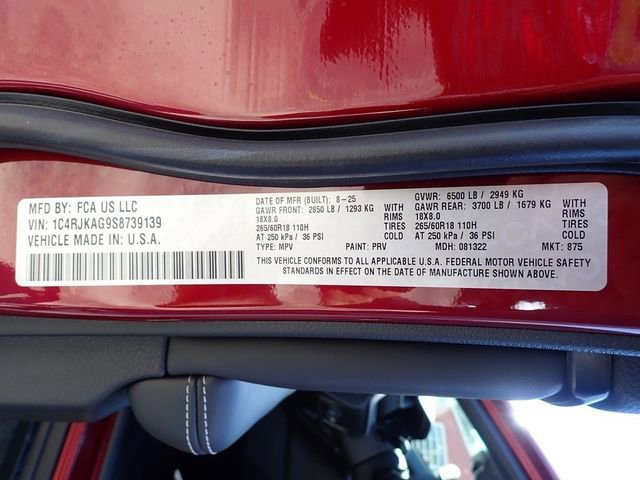 MFD BY: FCA US LLC
VIN: 1C4RJKAG9S8739139
VEHICLE MADE IN: U.S.A.
DATE OF MFR (BUILT): 8-25
GVWR: 6500 LB / 2949 KG
GAWR FRONT: 2850 LB / 1293 KG WITH
GAWR REAR: 3700 LB / 1679 KG WITH
18X8.0
18X8.0
265/60R18 110H TIRES
265/60R18 110H TIRES
AT 250 kPa / 36 PSI COLD
AT 250 kPa / 36 PSI COLD
TYPE: MPV PAINT: PRV MDH: 081322 MKT: 875
THIS VEHICLE CONFORMS TO ALL APPLICABLE U.S.A. FEDERAL MOTOR VEHICLE SAFETY
STANDARDS IN EFFECT ON THE DATE OF MANUFACTURE SHOWN ABOVE.